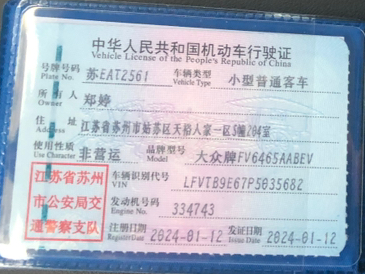 中华人民共和国机动车行驶证
Vehicle License of the People's Republic of China
号牌号码 苏EAT2561 车辆类型 小型普通客车
Plate No. Vehicle Type
所有人 郑婷
Owner
住址 江苏省苏州市姑苏区天裕人家一区5幢204室
Address
使用性质 非营运 品牌型号 大众牌FV6465AABEV
Use Character Model
江苏省苏州 车辆识别代号 LFVTB9E67P5035682
市公安局交 VIN
通警察支队 发动机号码 334743
Engine No.
注册日期 2024-01-12 发证日期 2024-01-12
Register Date Issue Date